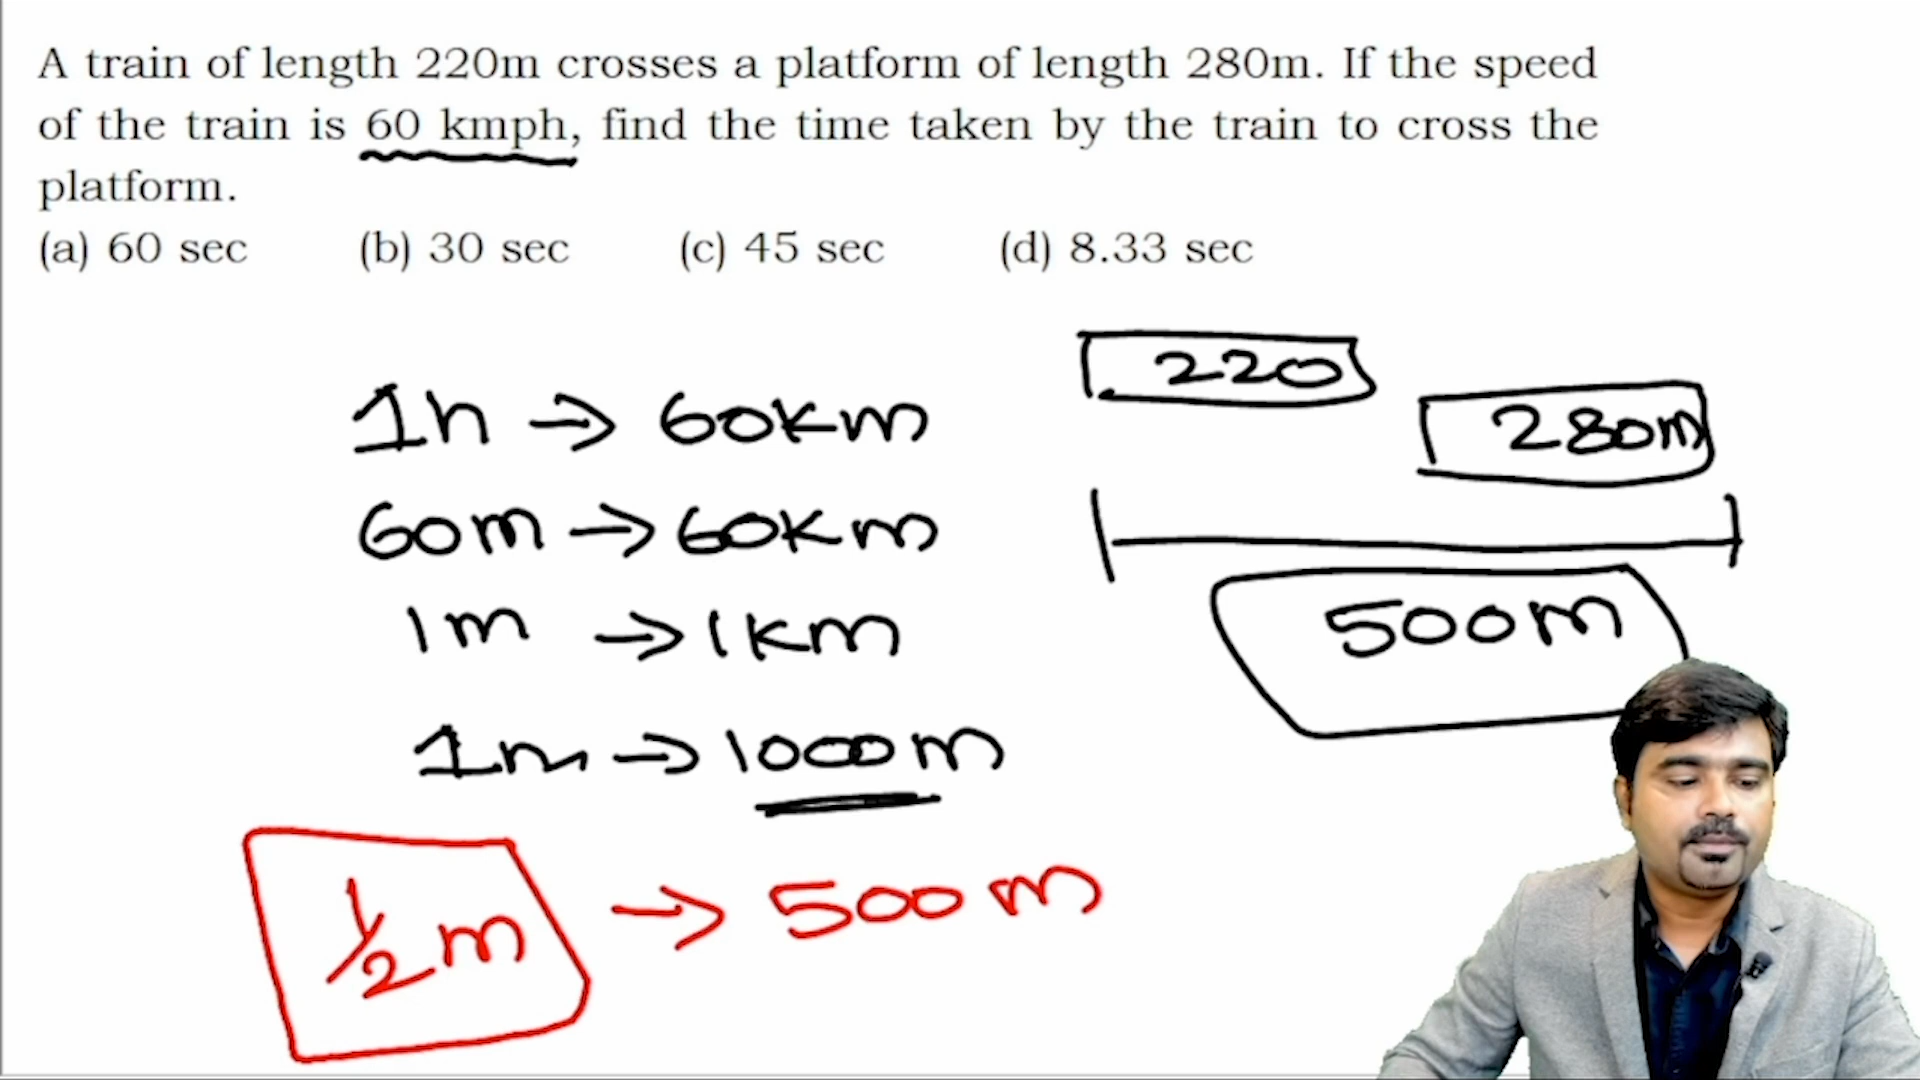 A train of length 220m crosses a platform of length 280m. If the speed
of the train is 60 kmph, find the time taken by the train to cross the
platform.
(a) 60 sec (b) 30 sec (c) 45 sec (d) 8.33 sec
220
280m
500m
1h → 60km
60m → 60km
1m → 1km
1m → 1000m
1/2 m → 500m